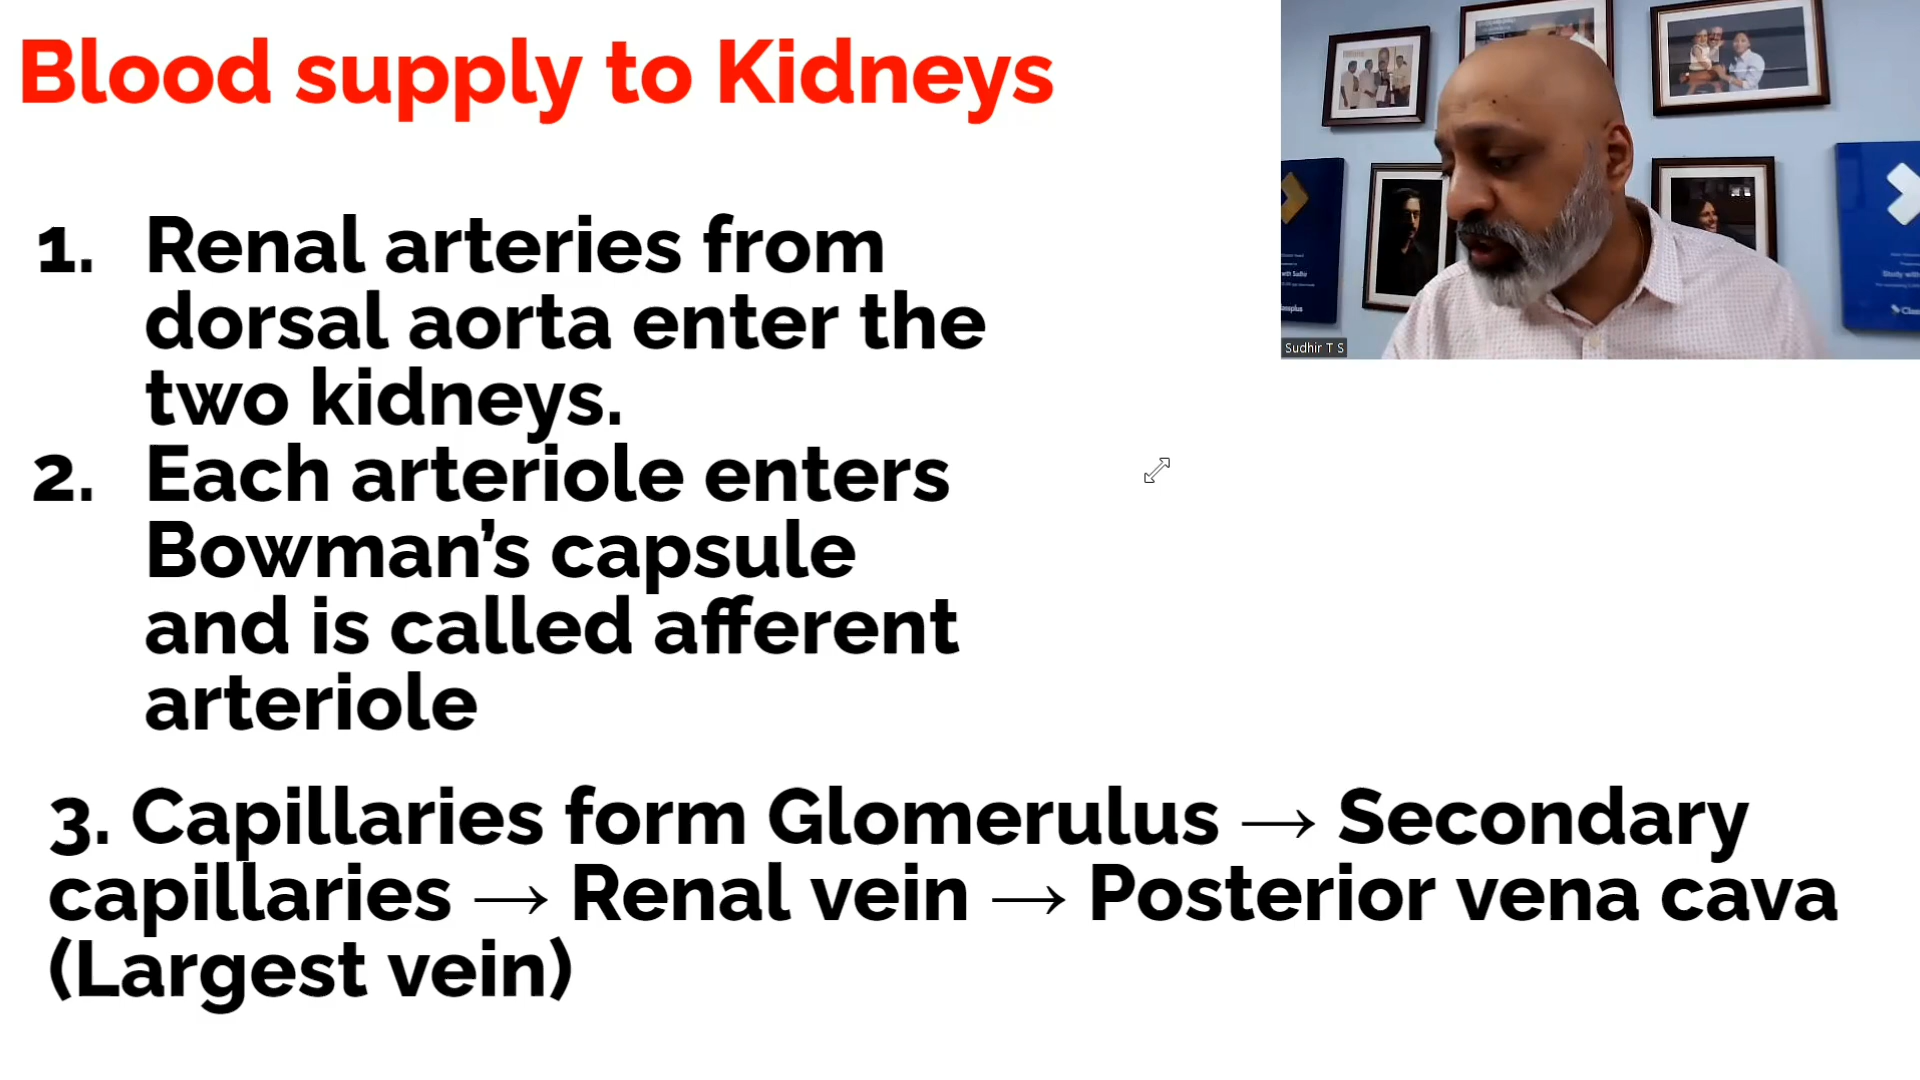 Blood supply to Kidneys
1. Renal arteries from
dorsal aorta enter the
two kidneys.
2. Each arteriole enters
Bowman’s capsule
and is called afferent
arteriole
3. Capillaries form Glomerulus → Secondary
capillaries → Renal vein → Posterior vena cava
(Largest vein)
Sudhir T S